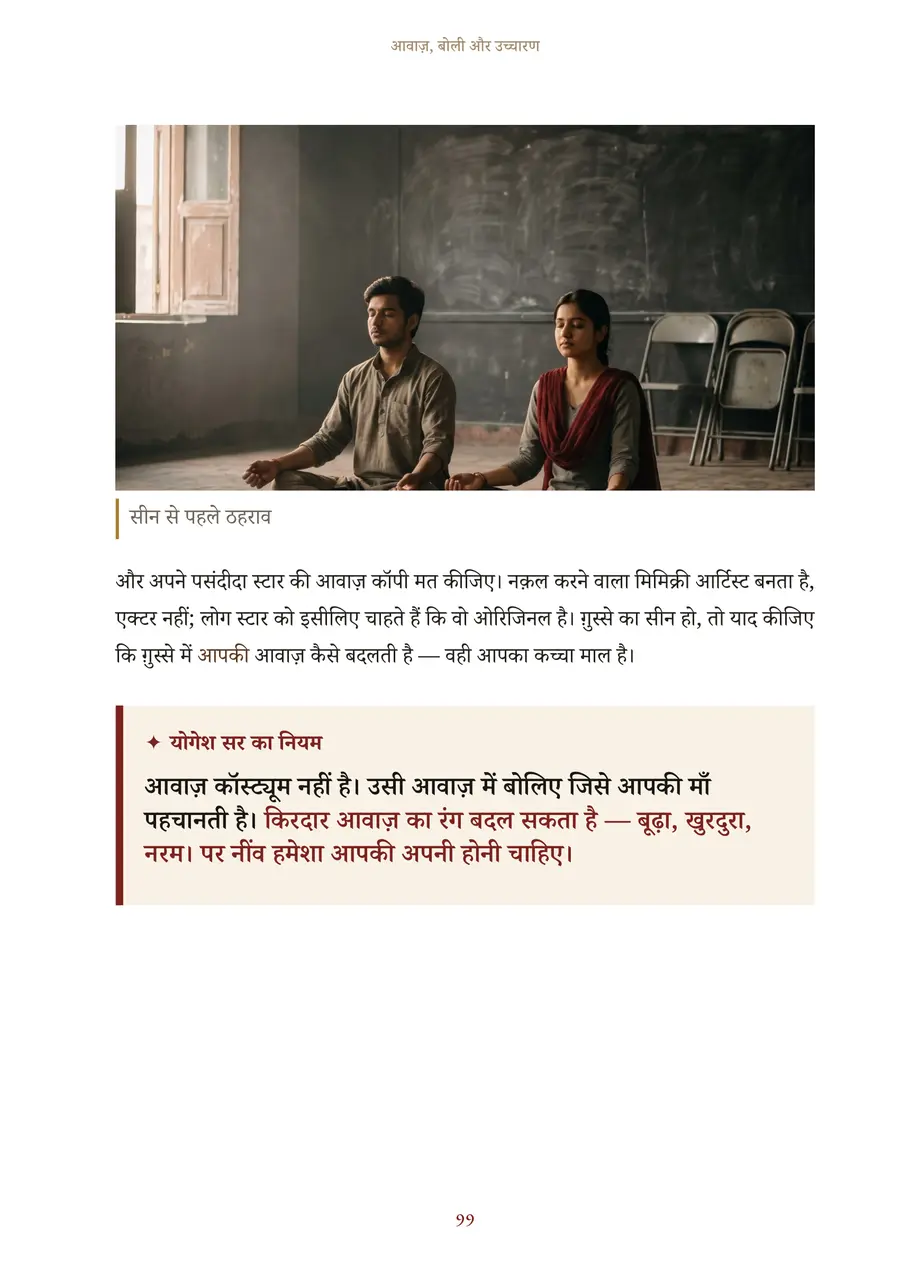 आवाज़, बोली और उच्चारण
सीन से पहले ठहराव
और अपने पसंदीदा स्टार की आवाज़ कॉपी मत कीजिए। नक़ल करने वाला मिमिक्री आर्टिस्ट बनता है,
एक्टर नहीं; लोग स्टार को इसीलिए चाहते हैं कि वो ओरिजिनल है। ग़ुस्से का सीन हो, तो याद कीजिए
कि ग़ुस्से में आपकी आवाज़ कैसे बदलती है — वही आपका कच्चा माल है।
✦ योगेश सर का नियम
आवाज़ कॉस्ट्यूम नहीं है। उसी आवाज़ में बोलिए जिसे आपकी माँ
पहचानती है। किरदार आवाज़ का रंग बदल सकता है — बूढ़ा, खुरदुरा,
नरम। पर नींव हमेशा आपकी अपनी होनी चाहिए।
99